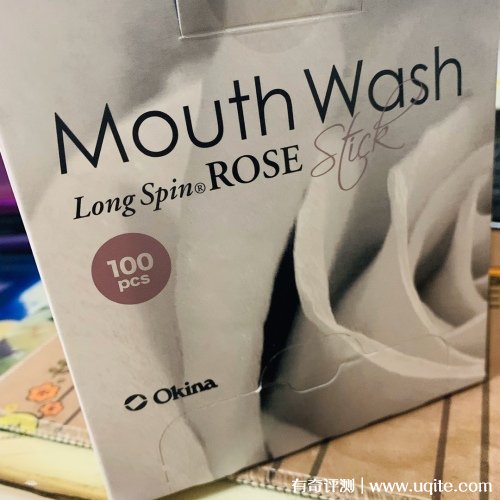 Mouth Wash
Stick
Long Spin® ROSE
100
pcs
Okina
有奇评测 | www.uqite.com